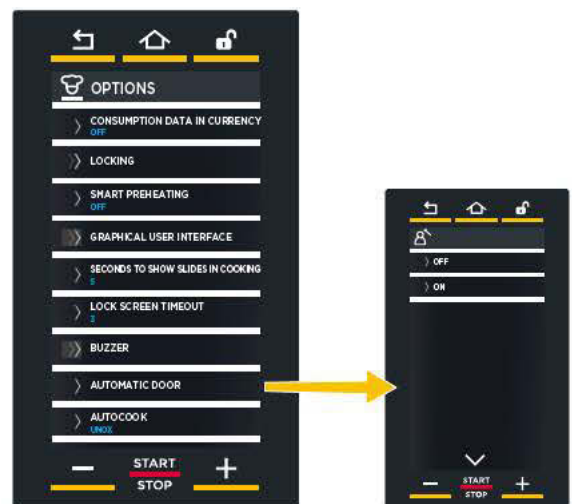 OPTIONS
CONSUMPTION DATA IN CURRENCY
OFF
LOCKING
SMART PREHEATING
OFF
GRAPHICAL USER INTERFACE
SECONDS TO SHOW SLIDES IN COOKING
5
LOCK SCREEN TIMEOUT
3
BUZZER
AUTOMATIC DOOR
AUTOCOOK
UNOX
START
STOP
OFF
ON
START
STOP